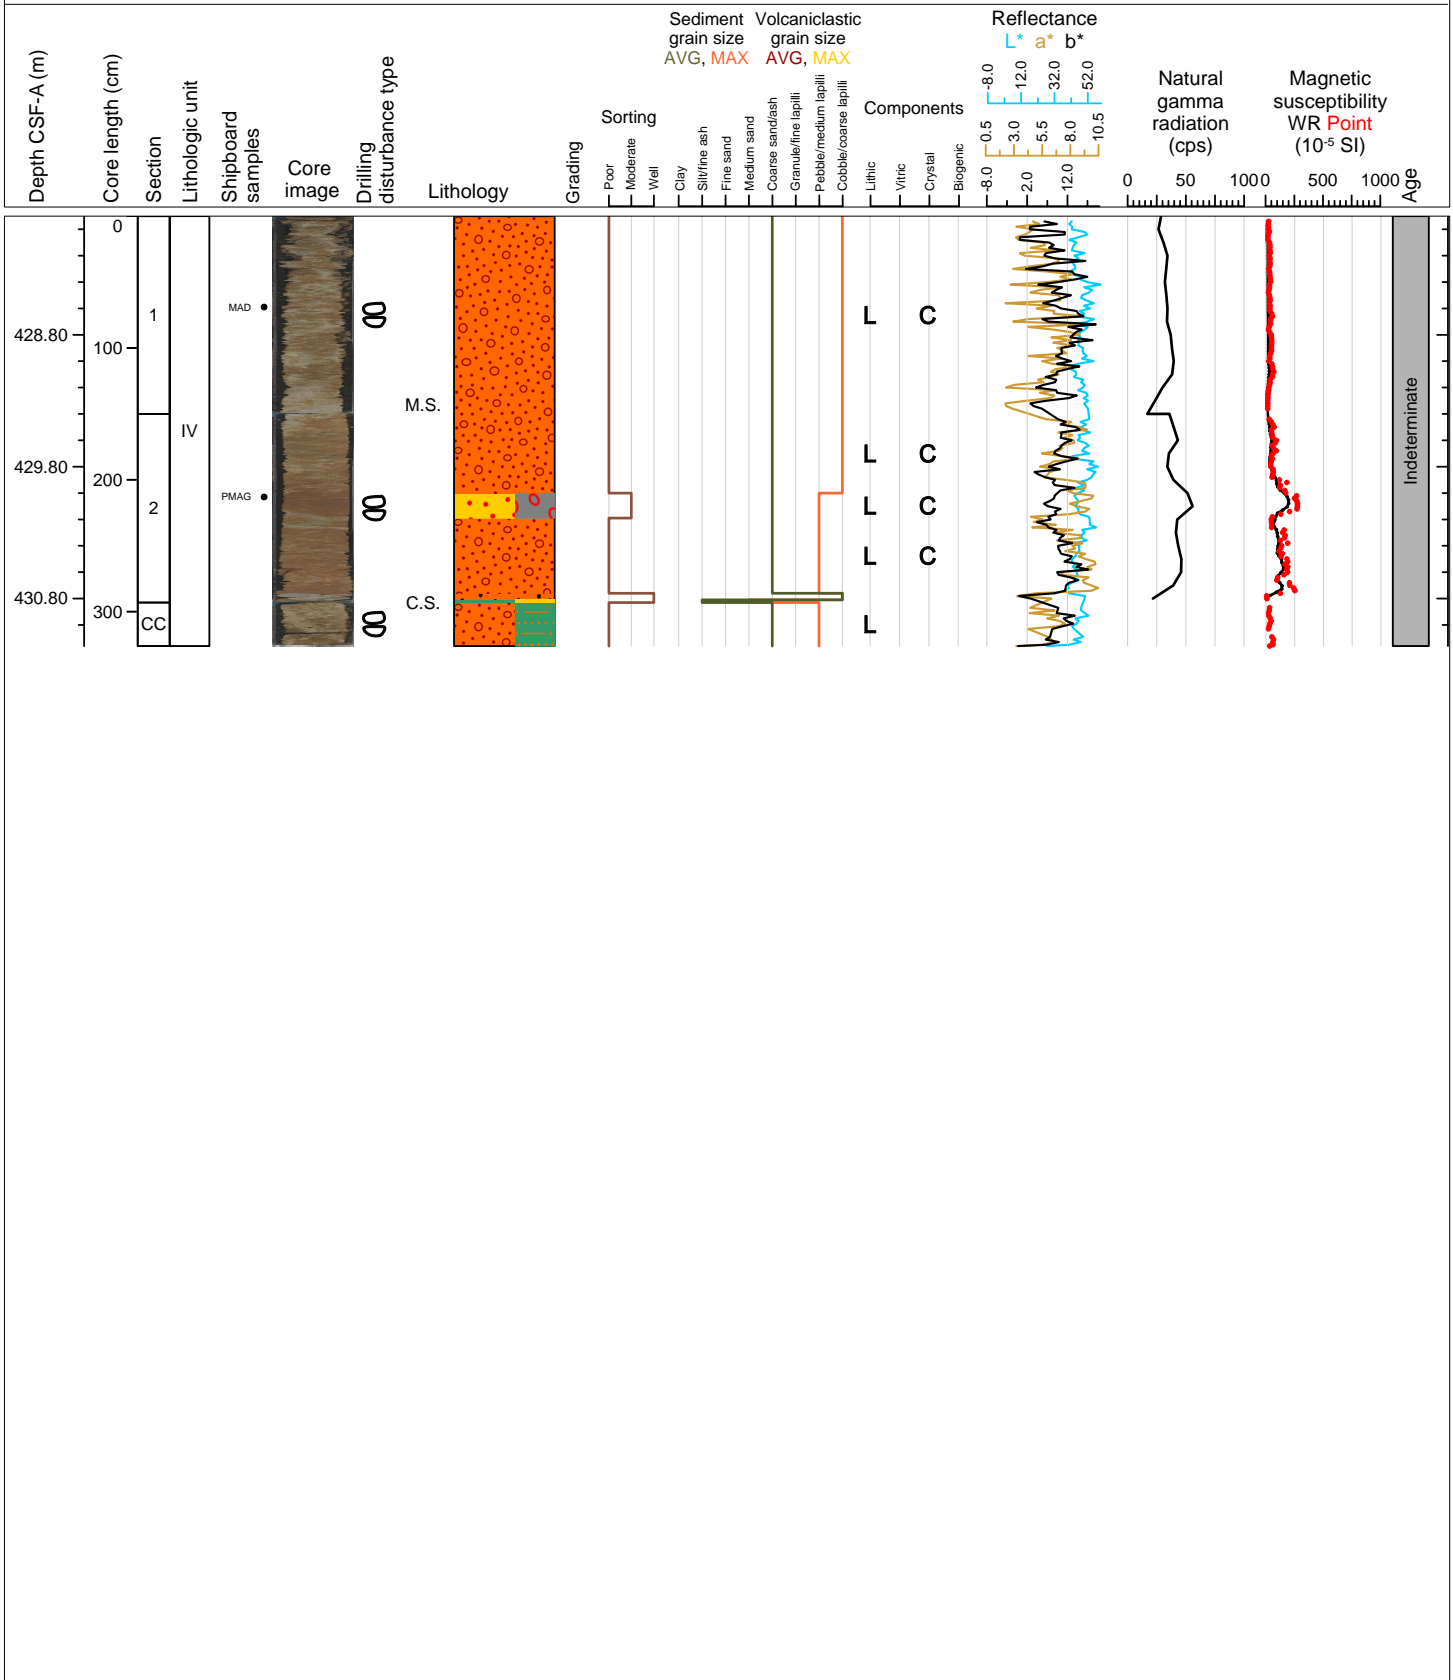 Depth CSF-A (m)
Core length (cm)
Section
Lithologic unit
Shipboard
samples
Core
image
Drilling
disturbance type
Lithology
Grading
Sorting
Poor
Moderate
Well
Sediment
grain size
AVG, MAX
Volcaniclastic
grain size
AVG, MAX
Clay
Silt/fine ash
Fine sand
Medium sand
Coarse sand/ash
Granule/fine lapilli
Pebble/medium lapilli
Cobble/coarse lapilli
Components
Lithic
Vitric
Crystal
Biogenic
Reflectance
L* a* b*
-8.0 12.0 32.0 52.0
0.5 3.0 5.5 8.0 10.5
-8.0 2.0 12.0
Natural
gamma
radiation
(cps)
0 50 100
Magnetic
susceptibility
WR Point
(10-5 SI)
0 500 1000
Age
0
1
MAD
L C
428.80
100
M.S.
IV
Indeterminate
L C
429.80
200
PMAG
2
L C
L C
430.80
C.S.
300
CC
L